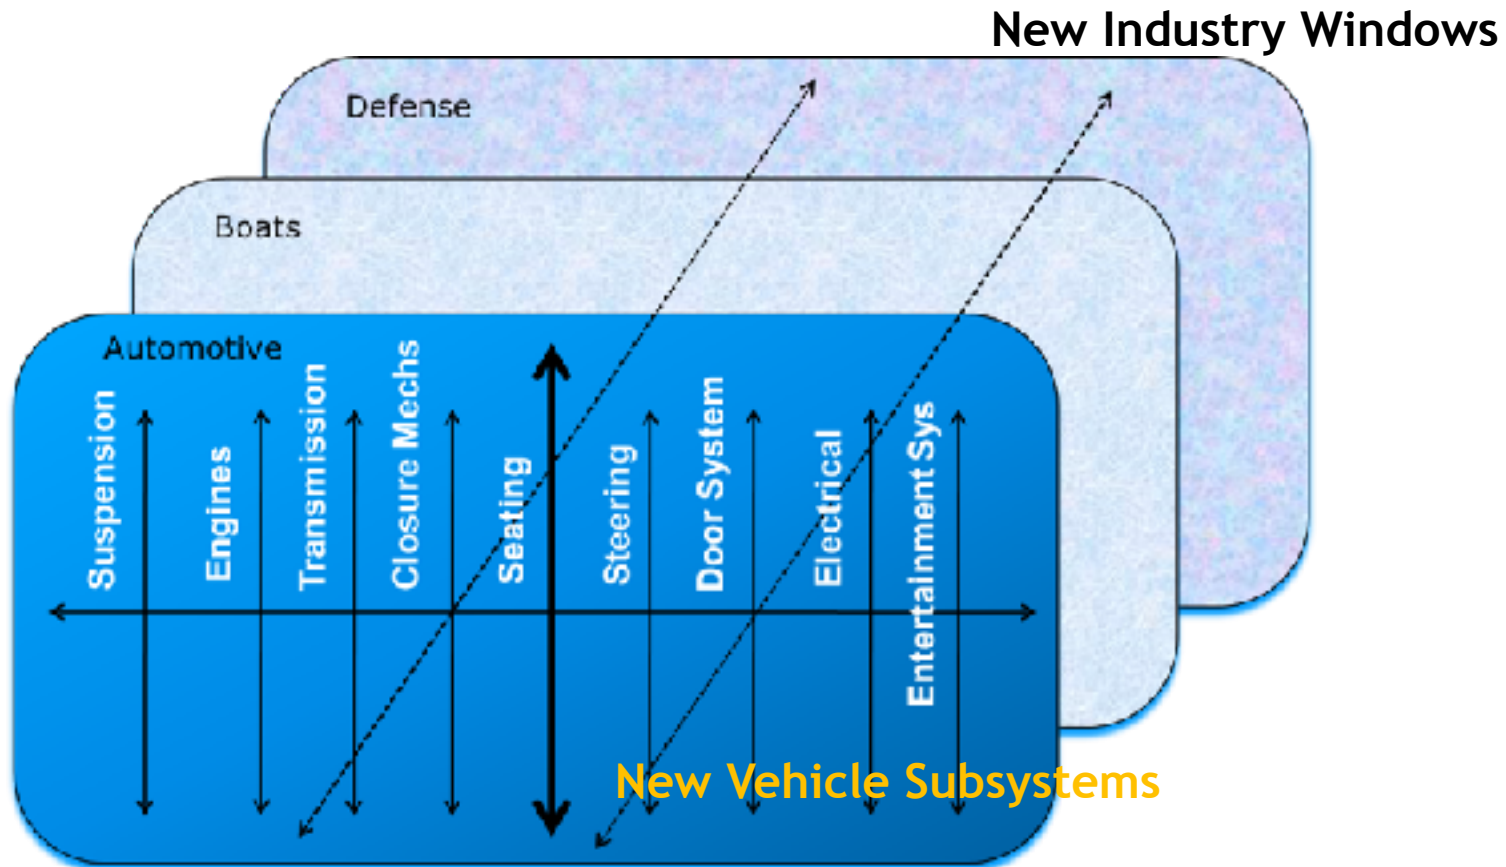 New Industry Windows
Defense
Boats
Automotive
Suspension
Engines
Transmission
Closure Mechs
Seating
Steering
Door System
Electrical
Entertainment Sys
New Vehicle Subsystems